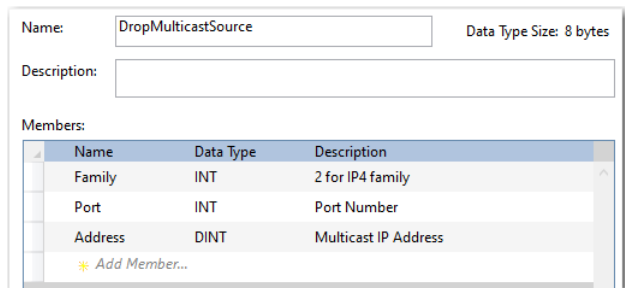 Name: DropMulticastSource Data Type Size: 8 bytes
Description:
Members:
Name Data Type Description
Family INT 2 for IP4 family
Port INT Port Number
Address DINT Multicast IP Address
Add Member...